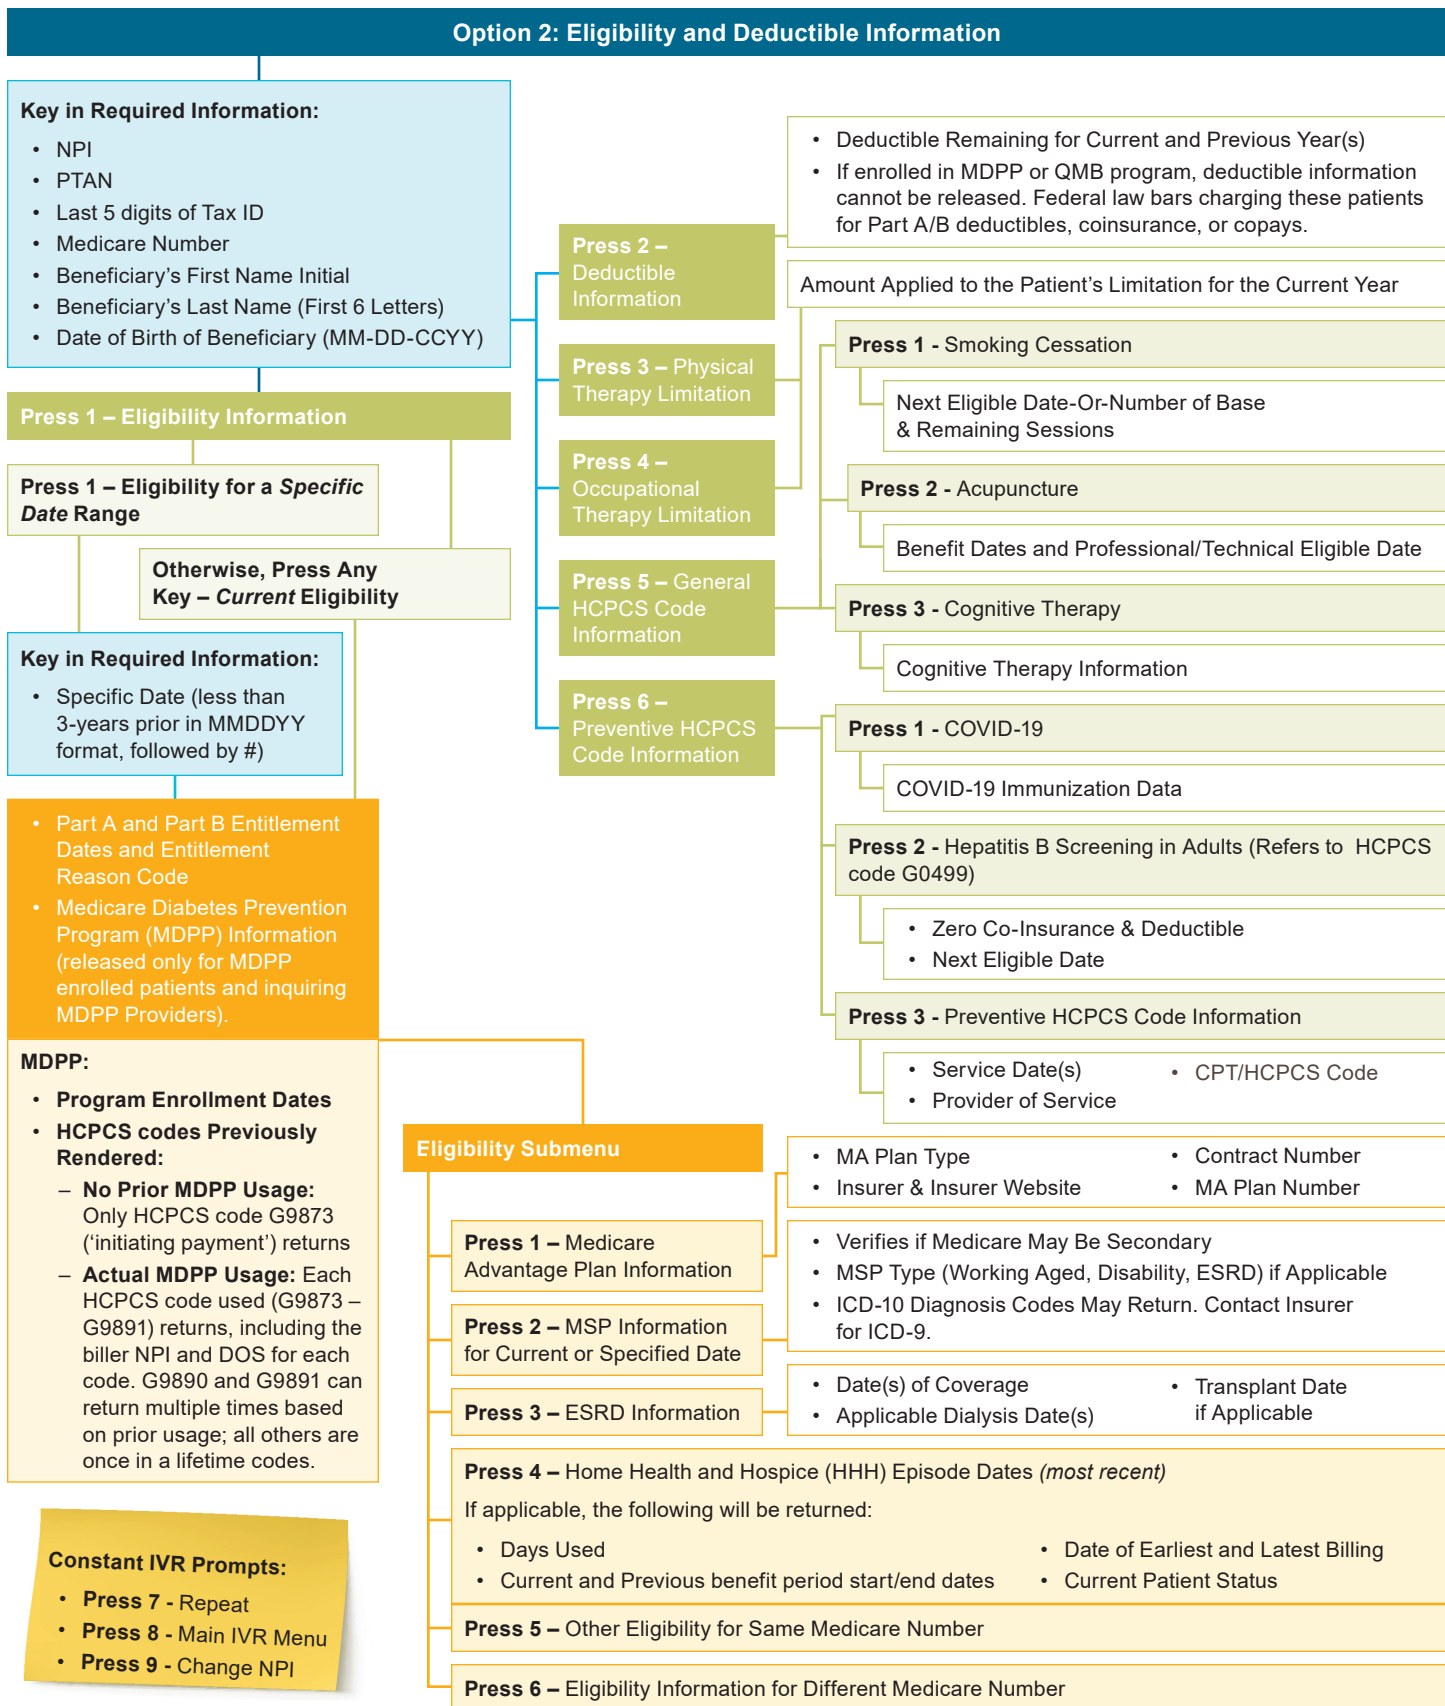 Option 2: Eligibility and Deductible Information
Key in Required Information:
• NPI
• PTAN
• Last 5 digits of Tax ID
• Medicare Number
• Beneficiary’s First Name Initial
• Beneficiary’s Last Name (First 6 Letters)
• Date of Birth of Beneficiary (MM-DD-CCYY)
Press 1 – Eligibility Information
Press 1 – Eligibility for a Specific
Date Range
Otherwise, Press Any
Key – Current Eligibility
Key in Required Information:
• Specific Date (less than
3-years prior in MMDDYY
format, followed by #)
• Part A and Part B Entitlement
Dates and Entitlement
Reason Code
• Medicare Diabetes Prevention
Program (MDPP) Information
(released only for MDPP
enrolled patients and inquiring
MDPP Providers).
MDPP:
• Program Enrollment Dates
• HCPCS codes Previously
Rendered:
– No Prior MDPP Usage:
Only HCPCS code G9873
(‘initiating payment’) returns
– Actual MDPP Usage: Each
HCPCS code used (G9873 –
G9891) returns, including the
biller NPI and DOS for each
code. G9890 and G9891 can
return multiple times based
on prior usage; all others are
once in a lifetime codes.
Constant IVR Prompts:
• Press 7 - Repeat
• Press 8 - Main IVR Menu
• Press 9 - Change NPI
Press 2 –
Deductible
Information
• Deductible Remaining for Current and Previous Year(s)
• If enrolled in MDPP or QMB program, deductible information
cannot be released. Federal law bars charging these patients
for Part A/B deductibles, coinsurance, or copays.
Press 3 – Physical
Therapy Limitation
Press 4 –
Occupational
Therapy Limitation
Amount Applied to the Patient’s Limitation for the Current Year
Press 5 – General
HCPCS Code
Information
Press 1 - Smoking Cessation
Next Eligible Date-Or-Number of Base
& Remaining Sessions
Press 2 - Acupuncture
Benefit Dates and Professional/Technical Eligible Date
Press 3 - Cognitive Therapy
Cognitive Therapy Information
Press 6 –
Preventive HCPCS
Code Information
Press 1 - COVID-19
COVID-19 Immunization Data
Press 2 - Hepatitis B Screening in Adults (Refers to HCPCS
code G0499)
• Zero Co-Insurance & Deductible
• Next Eligible Date
Press 3 - Preventive HCPCS Code Information
• Service Date(s)
• Provider of Service
• CPT/HCPCS Code
Eligibility Submenu
Press 1 – Medicare
Advantage Plan Information
• MA Plan Type
• Insurer & Insurer Website
• Contract Number
• MA Plan Number
Press 2 – MSP Information
for Current or Specified Date
• Verifies if Medicare May Be Secondary
• MSP Type (Working Aged, Disability, ESRD) if Applicable
• ICD-10 Diagnosis Codes May Return. Contact Insurer
for ICD-9.
Press 3 – ESRD Information
• Date(s) of Coverage
• Applicable Dialysis Date(s)
• Transplant Date
if Applicable
Press 4 – Home Health and Hospice (HHH) Episode Dates (most recent)
If applicable, the following will be returned:
• Days Used
• Current and Previous benefit period start/end dates
• Date of Earliest and Latest Billing
• Current Patient Status
Press 5 – Other Eligibility for Same Medicare Number
Press 6 – Eligibility Information for Different Medicare Number